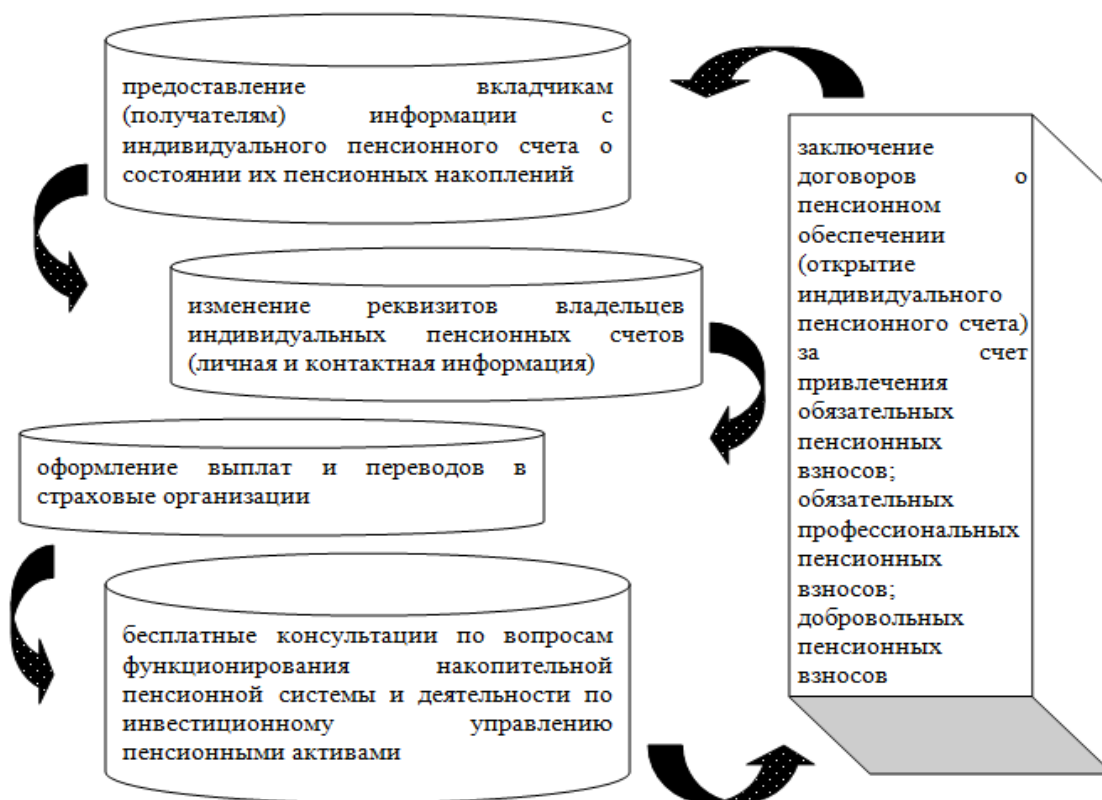 предоставление вкладчикам
(получателям) информации с
индивидуального пенсионного счета о
состоянии их пенсионных накоплений
изменение реквизитов владельцев
индивидуальных пенсионных счетов
(личная и контактная информация)
оформление выплат и переводов в
страховые организации
бесплатные консультации по вопросам
функционирования накопительной
пенсионной системы и деятельности по
инвестиционному управлению
пенсионными активами
заключение
договоров о
пенсионном
обеспечении
(открытие
индивидуального
пенсионного счета)
за счет
привлечения
обязательных
пенсионных
взносов;
обязательных
профессиональных
пенсионных
взносов;
добровольных
пенсионных
взносов